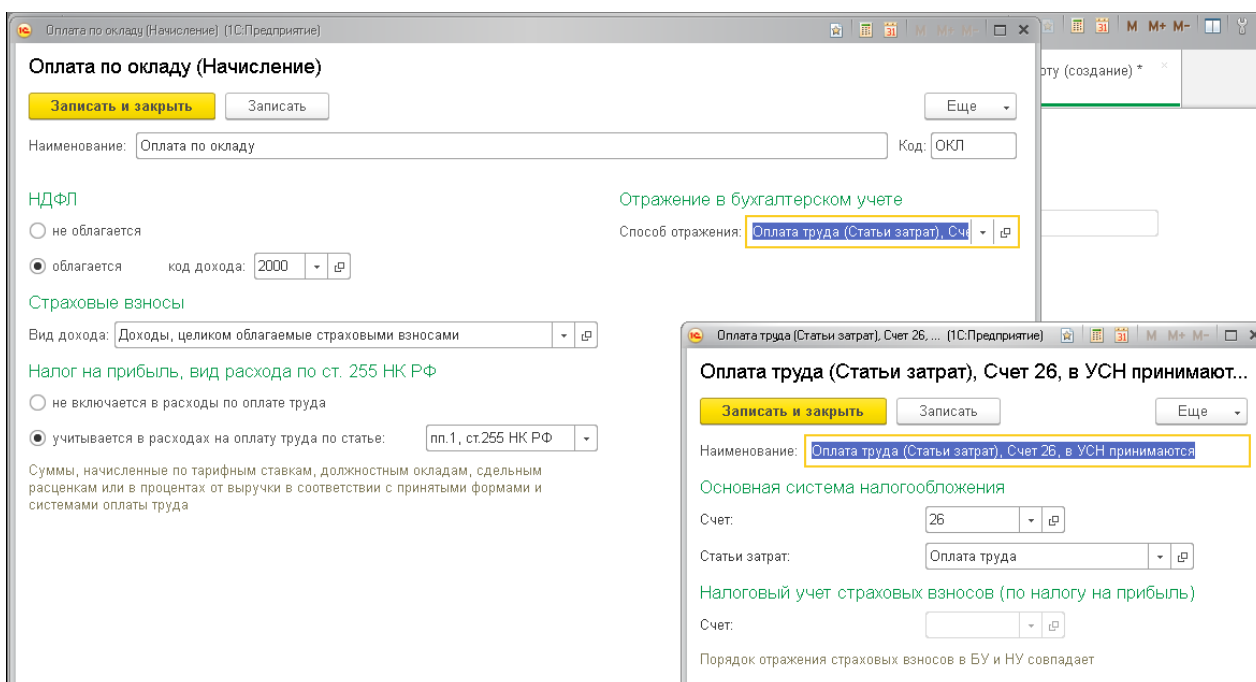 Оплата по окладу (Начисление) (1С:Предприятие)
31 M M+ M-
31 M M+ M-
оту (создание) *
Оплата по окладу (Начисление)
Записать и закрыть Записать Еще
Наименование: Оплата по окладу Код: ОКЛ
НДФЛ
не облагается
облагается код дохода: 2000
Страховые взносы
Вид дохода: Доходы, целиком облагаемые страховыми взносами
Налог на прибыль, вид расхода по ст. 255 НК РФ
не включается в расходы по оплате труда
учитывается в расходах на оплату труда по статье: пп.1, ст.255 НК РФ
Суммы, начисленные по тарифным ставкам, должностным окладам, сдельным
расценкам или в процентах от выручки в соответствии с принятыми формами и
системами оплаты труда
Отражение в бухгалтерском учете
Способ отражения: Оплата труда (Статьи затрат), Сче
Оплата труда (Статьи затрат), Счет 26, ... (1С:Предприятие) 31 M M+ M-
Оплата труда (Статьи затрат), Счет 26, в УСН принимают...
Записать и закрыть Записать Еще
Наименование: Оплата труда (Статьи затрат), Счет 26, в УСН принимаются
Основная система налогообложения
Счет: 26
Статьи затрат: Оплата труда
Налоговый учет страховых взносов (по налогу на прибыль)
Счет:
Порядок отражения страховых взносов в БУ и НУ совпадает